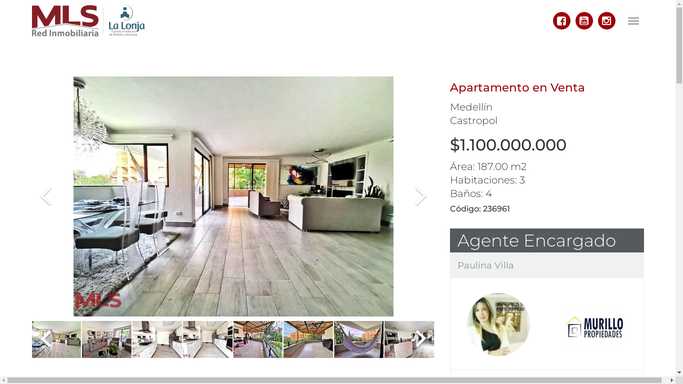 MLS
Red Inmobiliaria
La Lonja
Apartamento en Venta
Medellín
Castropol
$1.100.000.000
Área: 187.00 m2
Habitaciones: 3
Baños: 4
Código: 236961
Agente Encargado
Paulina Villa
MLS
MURILLO
PROPIEDADES